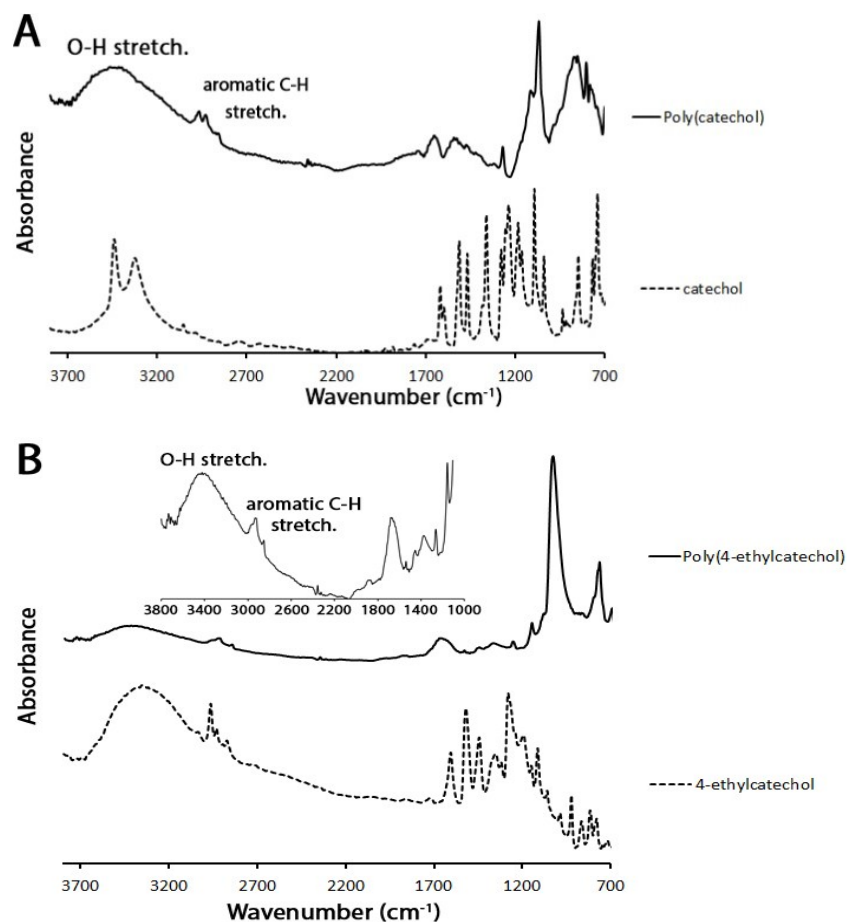 A
O-H stretch.
aromatic C-H
stretch.
Absorbance
Poly(catechol)
catechol
3700 3200 2700 2200 1700 1200 700
Wavenumber (cm⁻¹)
B
O-H stretch.
aromatic C-H
stretch.
3800 3400 3000 2600 2200 1800 1400 1000
Absorbance
Poly(4-ethylcatechol)
4-ethylcatechol
3700 3200 2700 2200 1700 1200 700
Wavenumber (cm⁻¹)